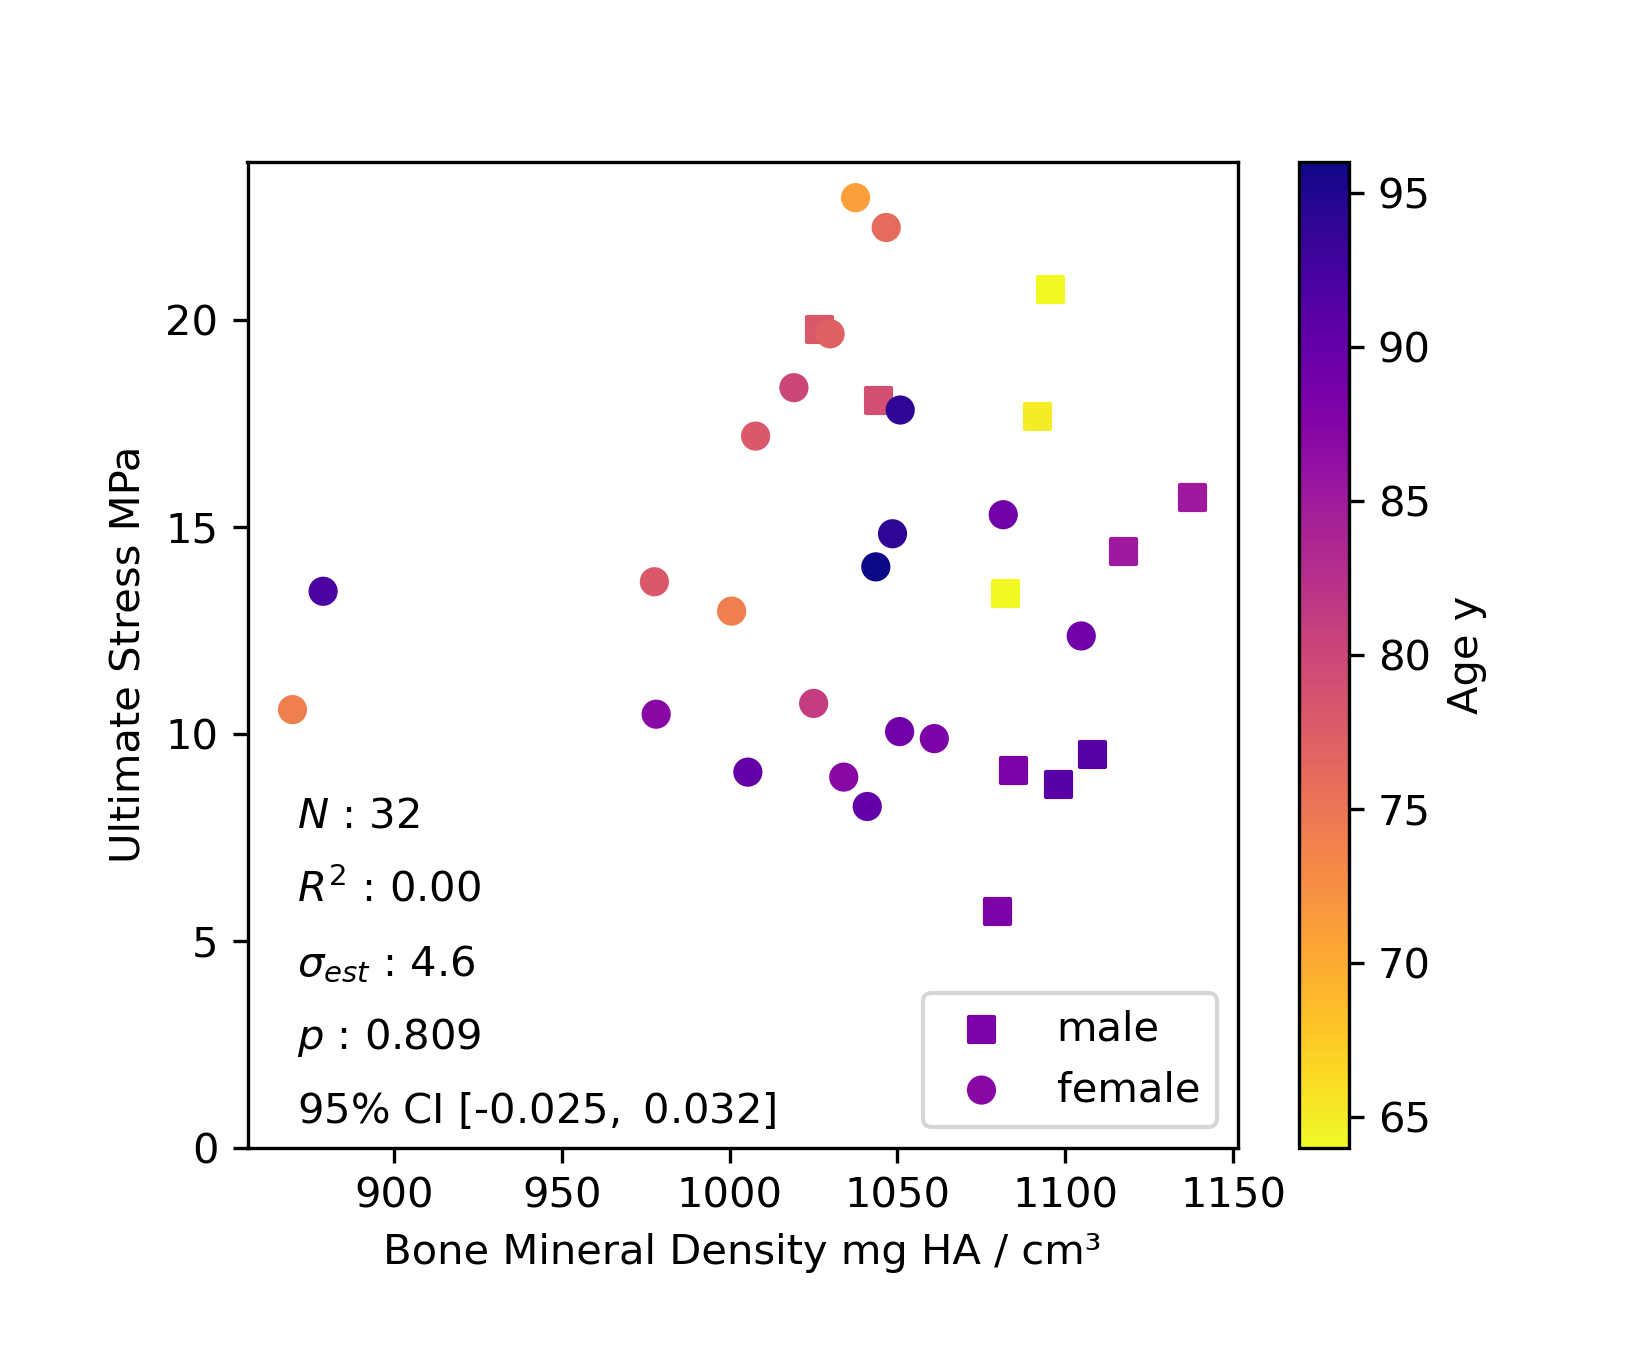 Ultimate Stress MPa
20
15
10
5
0
N : 32
R² : 0.00
σest : 4.6
p : 0.809
95% CI [-0.025, 0.032]
male
female
900
950
1000
1050
1100
1150
Bone Mineral Density mg HA / cm³
95
90
85
80
75
70
65
Age y